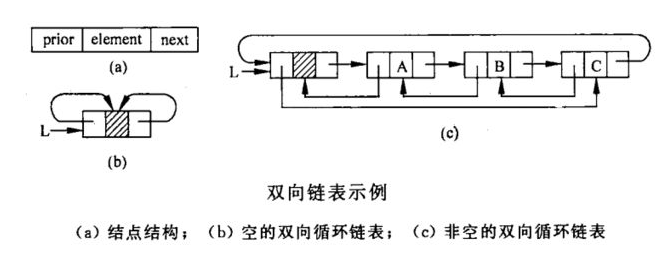 prior element next
(a)
L
(b)
L
A
B
C
(c)
双向链表示例
(a) 结点结构; (b) 空的双向循环链表; (c) 非空的双向循环链表